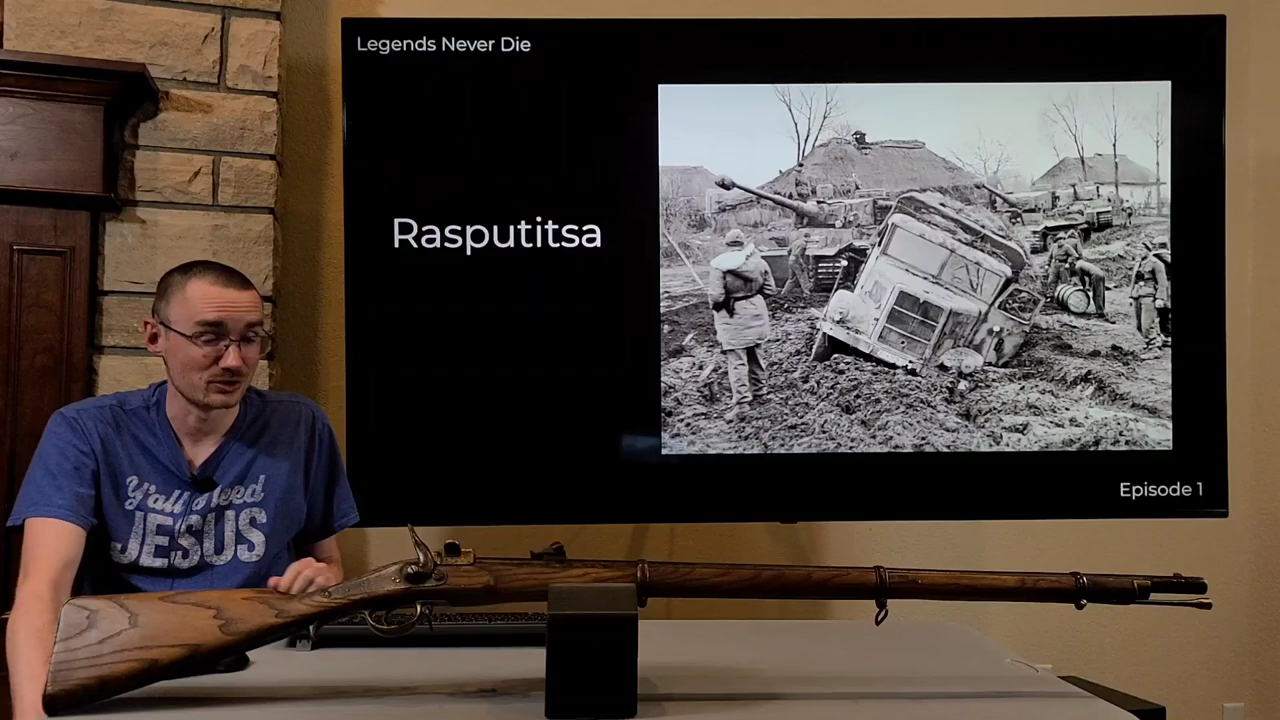 Legends Never Die
Rasputitsa
Episode 1
Y'all Need
JESUS